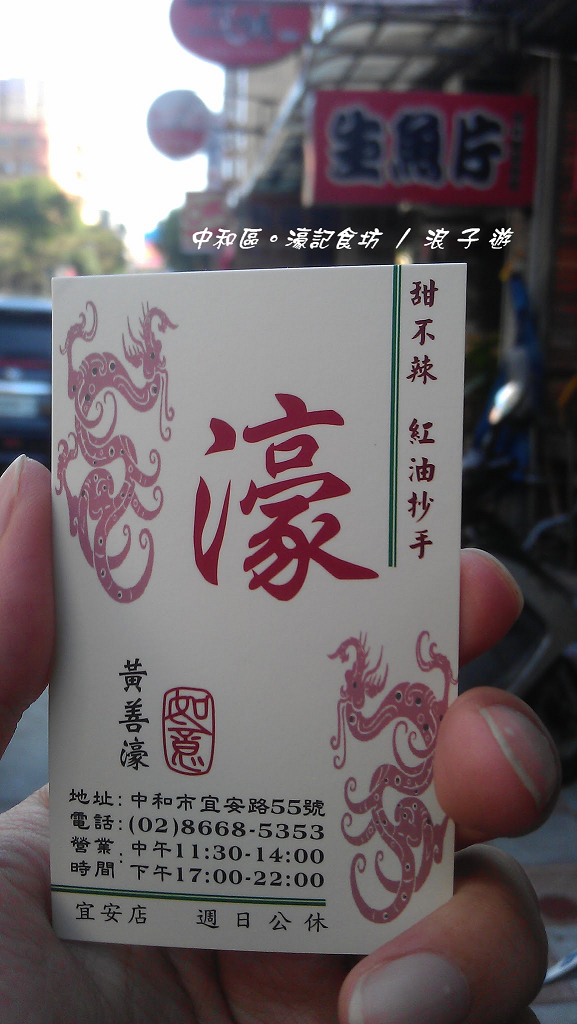 生魚片
中和區。濠記食坊 / 浪子遊
甜不辣 紅油抄手
濠
黃善濠
如意
地址:中和市宜安路55號
電話:(02)8668-5353
營業時間:中午11:30-14:00
下午17:00-22:00
宜安店 週日公休